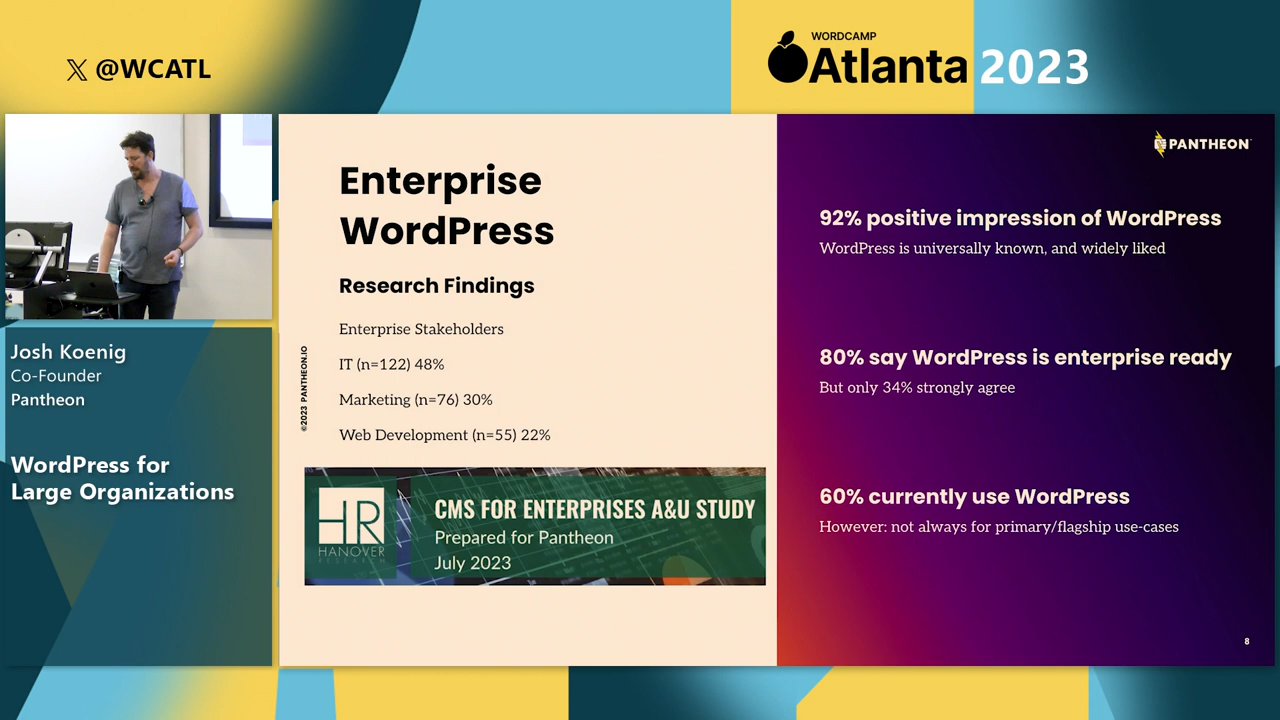 𝕏 @WCATL
WORDCAMP
Atlanta 2023
Josh Koenig
Co-Founder
Pantheon
WordPress for
Large Organizations
Enterprise
WordPress
Research Findings
Enterprise Stakeholders
IT (n=122) 48%
Marketing (n=76) 30%
Web Development (n=55) 22%
©2023 PANTHEON.IO
HR
HANOVER
RESEARCH
CMS FOR ENTERPRISES A&U STUDY
Prepared for Pantheon
July 2023
PANTHEON
92% positive impression of WordPress
WordPress is universally known, and widely liked
80% say WordPress is enterprise ready
But only 34% strongly agree
60% currently use WordPress
However: not always for primary/flagship use-cases
8